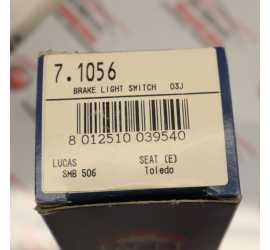 7.1056
BRAKE LIGHT SWITCH 03J
8 012510 039540
LUCAS SEAT (E)
SMB 506 Toledo